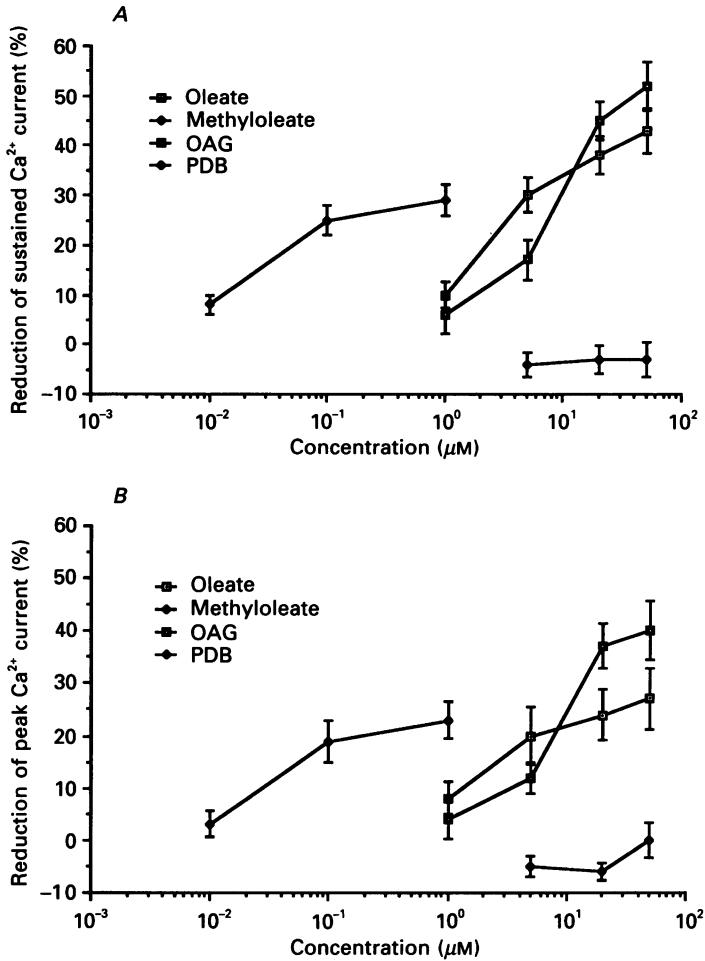 A
Reduction of sustained Ca²⁺ current (%)
60
50
40
30
20
10
0
−10
Oleate
Methyloleate
OAG
PDB
10⁻³ 10⁻² 10⁻¹ 10⁰ 10¹ 10²
Concentration (μM)
B
Reduction of peak Ca²⁺ current (%)
60
50
40
30
20
10
0
−10
Oleate
Methyloleate
OAG
PDB
10⁻³ 10⁻² 10⁻¹ 10⁰ 10¹ 10²
Concentration (μM)